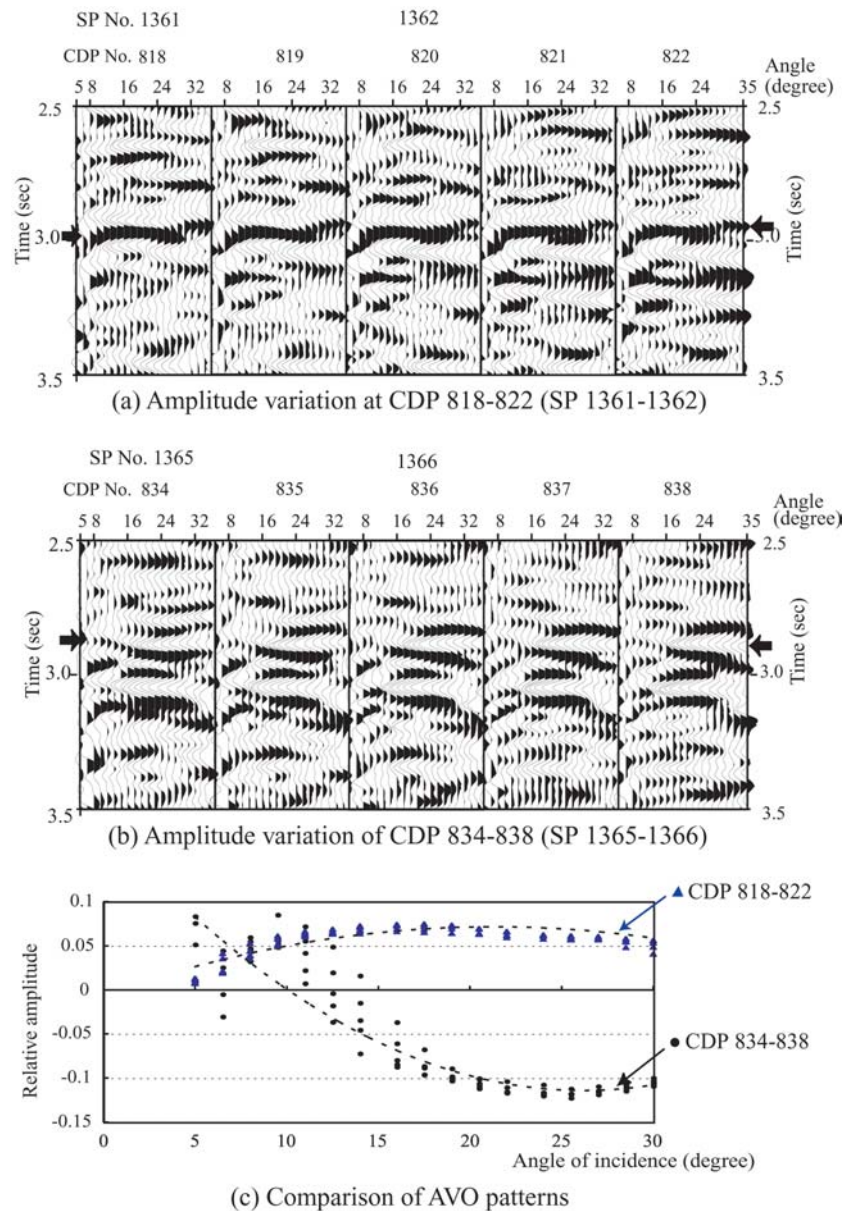 SP No. 1361 1362
CDP No. 818 819 820 821 822 Angle
5 8 16 24 32 8 16 24 32 8 16 24 32 8 16 24 32 8 16 24 35 (degree)
2.5 2.5
Time (sec) 3.0 3.0 Time (sec)
3.5 3.5
(a) Amplitude variation at CDP 818-822 (SP 1361-1362)
SP No. 1365 1366
CDP No. 834 835 836 837 838 Angle
5 8 16 24 32 8 16 24 32 8 16 24 32 8 16 24 32 8 16 24 35 (degree)
2.5 2.5
Time (sec) 3.0 3.0 Time (sec)
3.5 3.5
(b) Amplitude variation of CDP 834-838 (SP 1365-1366)
0.1
CDP 818-822
0.05
0
Relative amplitude
-0.05
CDP 834-838
-0.1
-0.15
0 5 10 15 20 25 30
Angle of incidence (degree)
(c) Comparison of AVO patterns